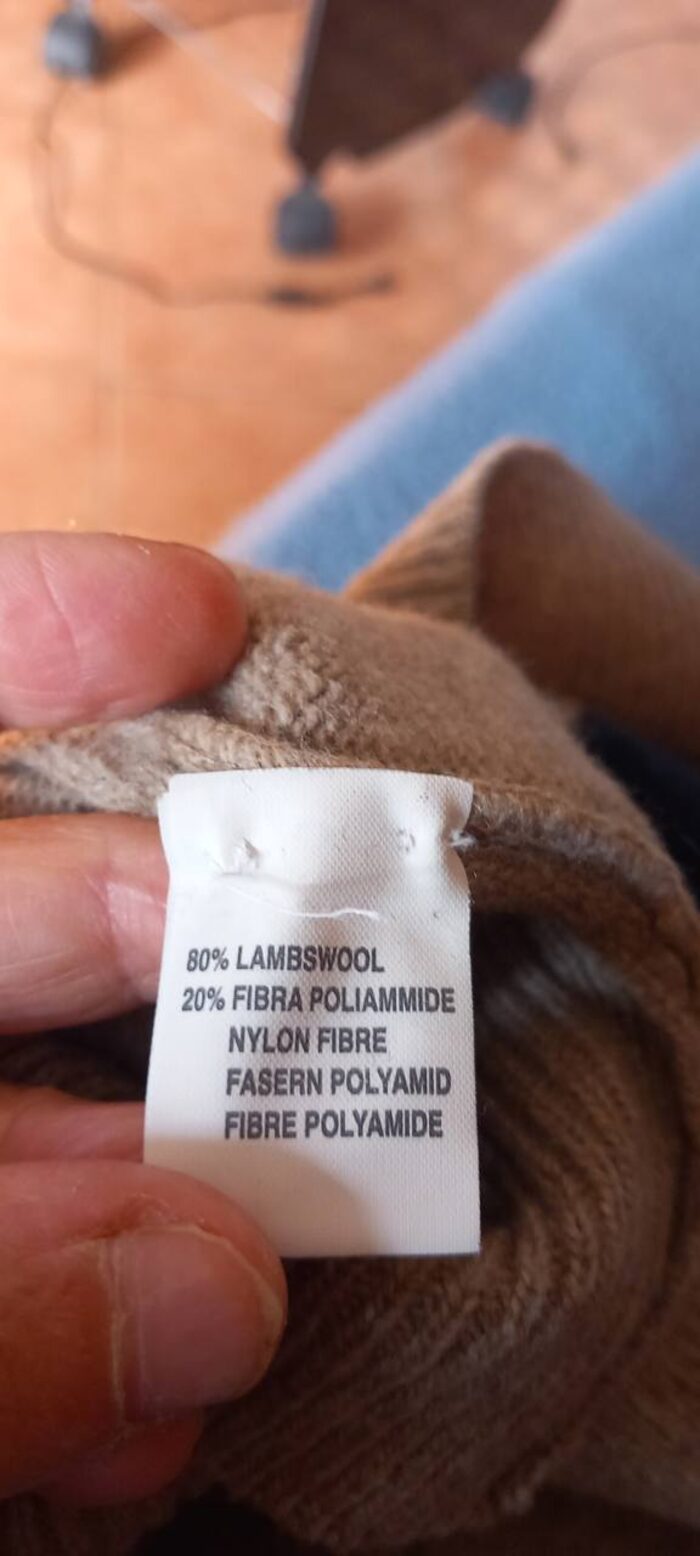 80% LAMBSWOOL
20% FIBRA POLIAMMIDE
NYLON FIBRE
FASERN POLYAMID
FIBRE POLYAMIDE